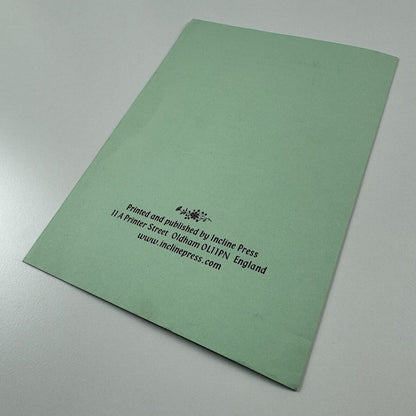 Printed and published by Incline Press
11A Printer Street Oldham OL11PN England
www.inclinepress.com